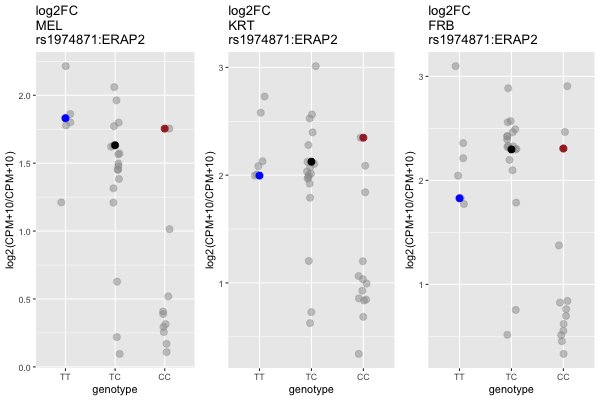 log2FC
MEL
rs1974871:ERAP2
log2(CPM+10/CPM+10)
2.0
1.5
1.0
0.5
0.0
TT TC CC
genotype
log2FC
KRT
rs1974871:ERAP2
log2(CPM+10/CPM+10)
3
2
1
TT TC CC
genotype
log2FC
FRB
rs1974871:ERAP2
log2(CPM+10/CPM+10)
3
2
1
TT TC CC
genotype